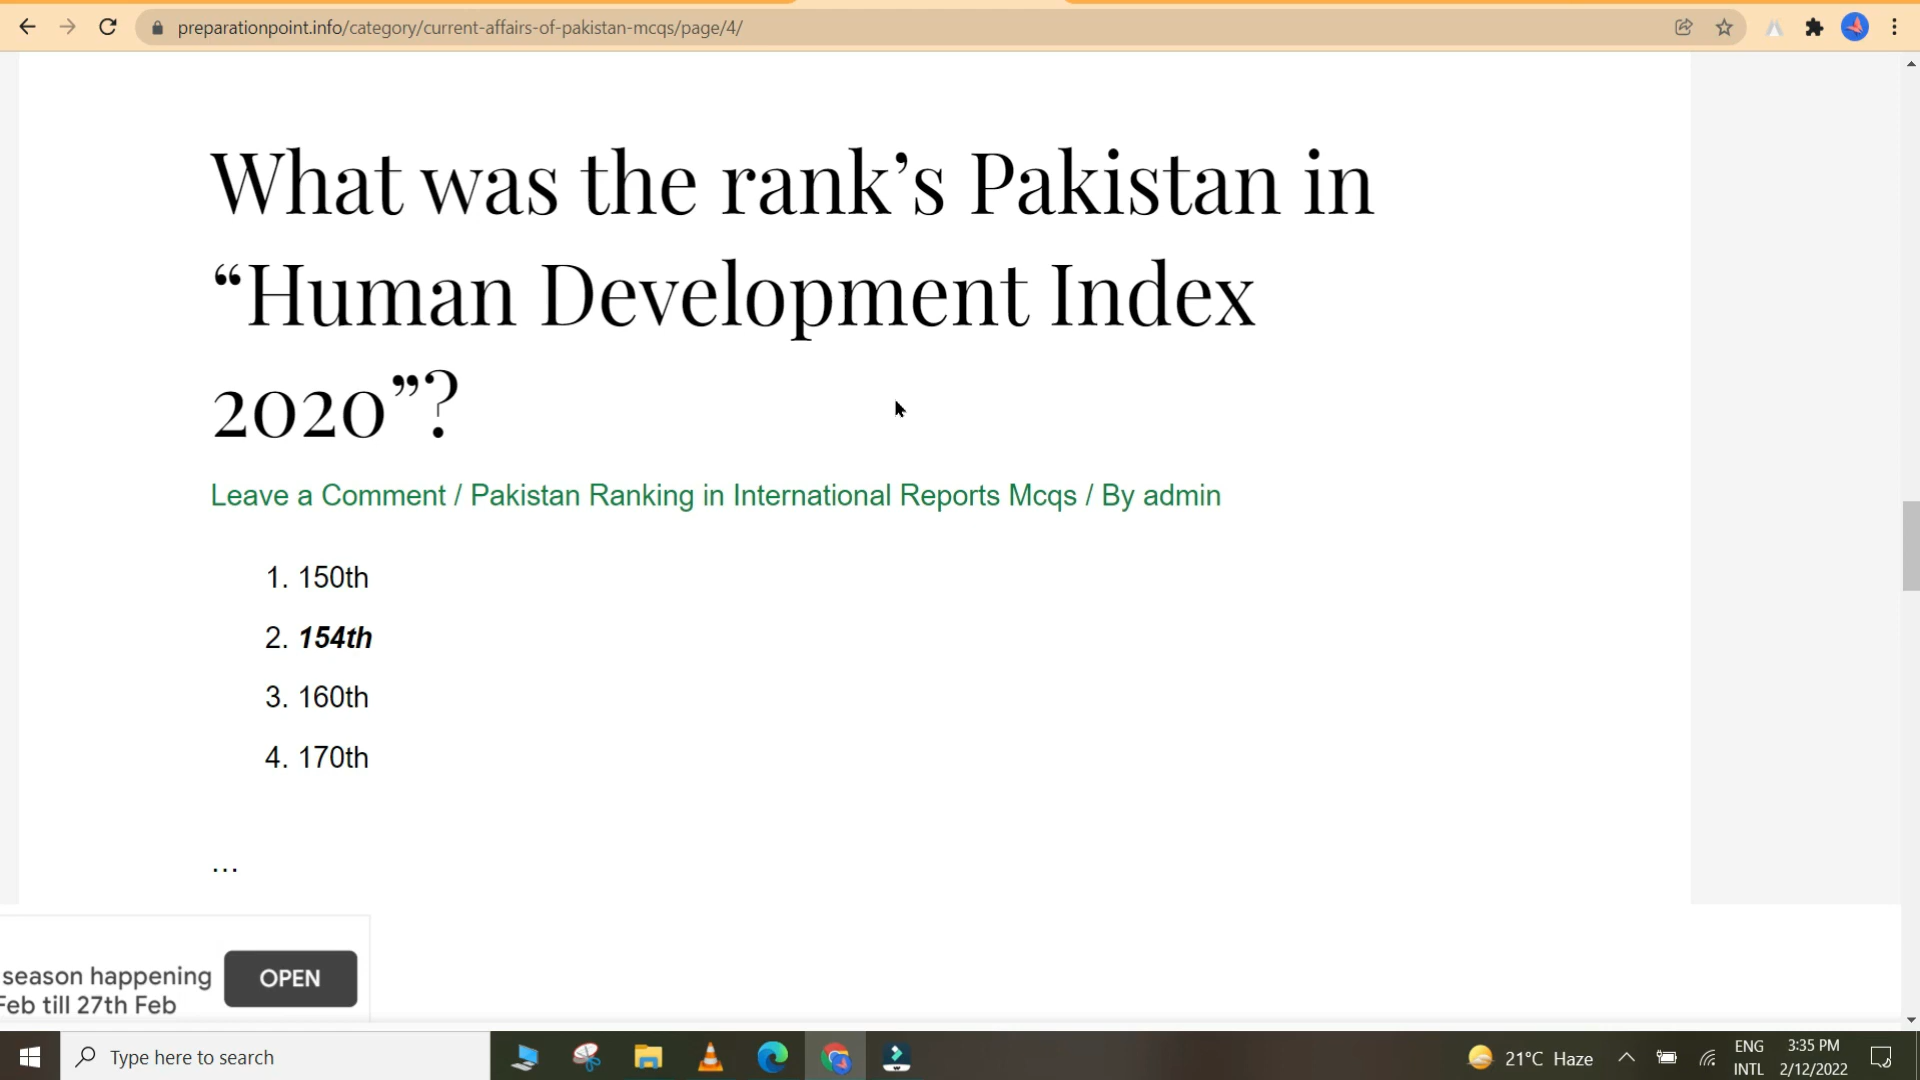 preparationpoint.info/category/current-affairs-of-pakistan-mcqs/page/4/
What was the rank’s Pakistan in
“Human Development Index
2020”?
Leave a Comment / Pakistan Ranking in International Reports Mcqs / By admin
1. 150th
2. 154th
3. 160th
4. 170th
…
season happening
Feb till 27th Feb
OPEN
Type here to search
21°C Haze
ENG
INTL
3:35 PM
2/12/2022